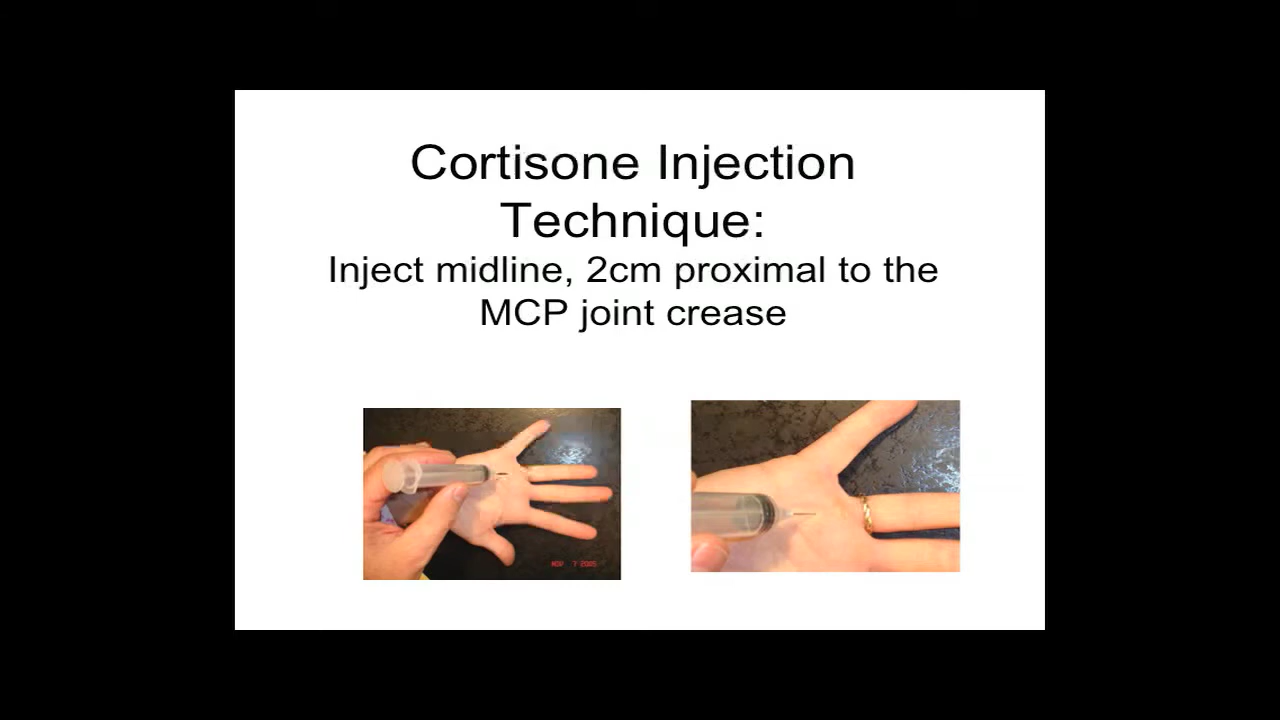 Cortisone Injection
Technique:
Inject midline, 2cm proximal to the
MCP joint crease